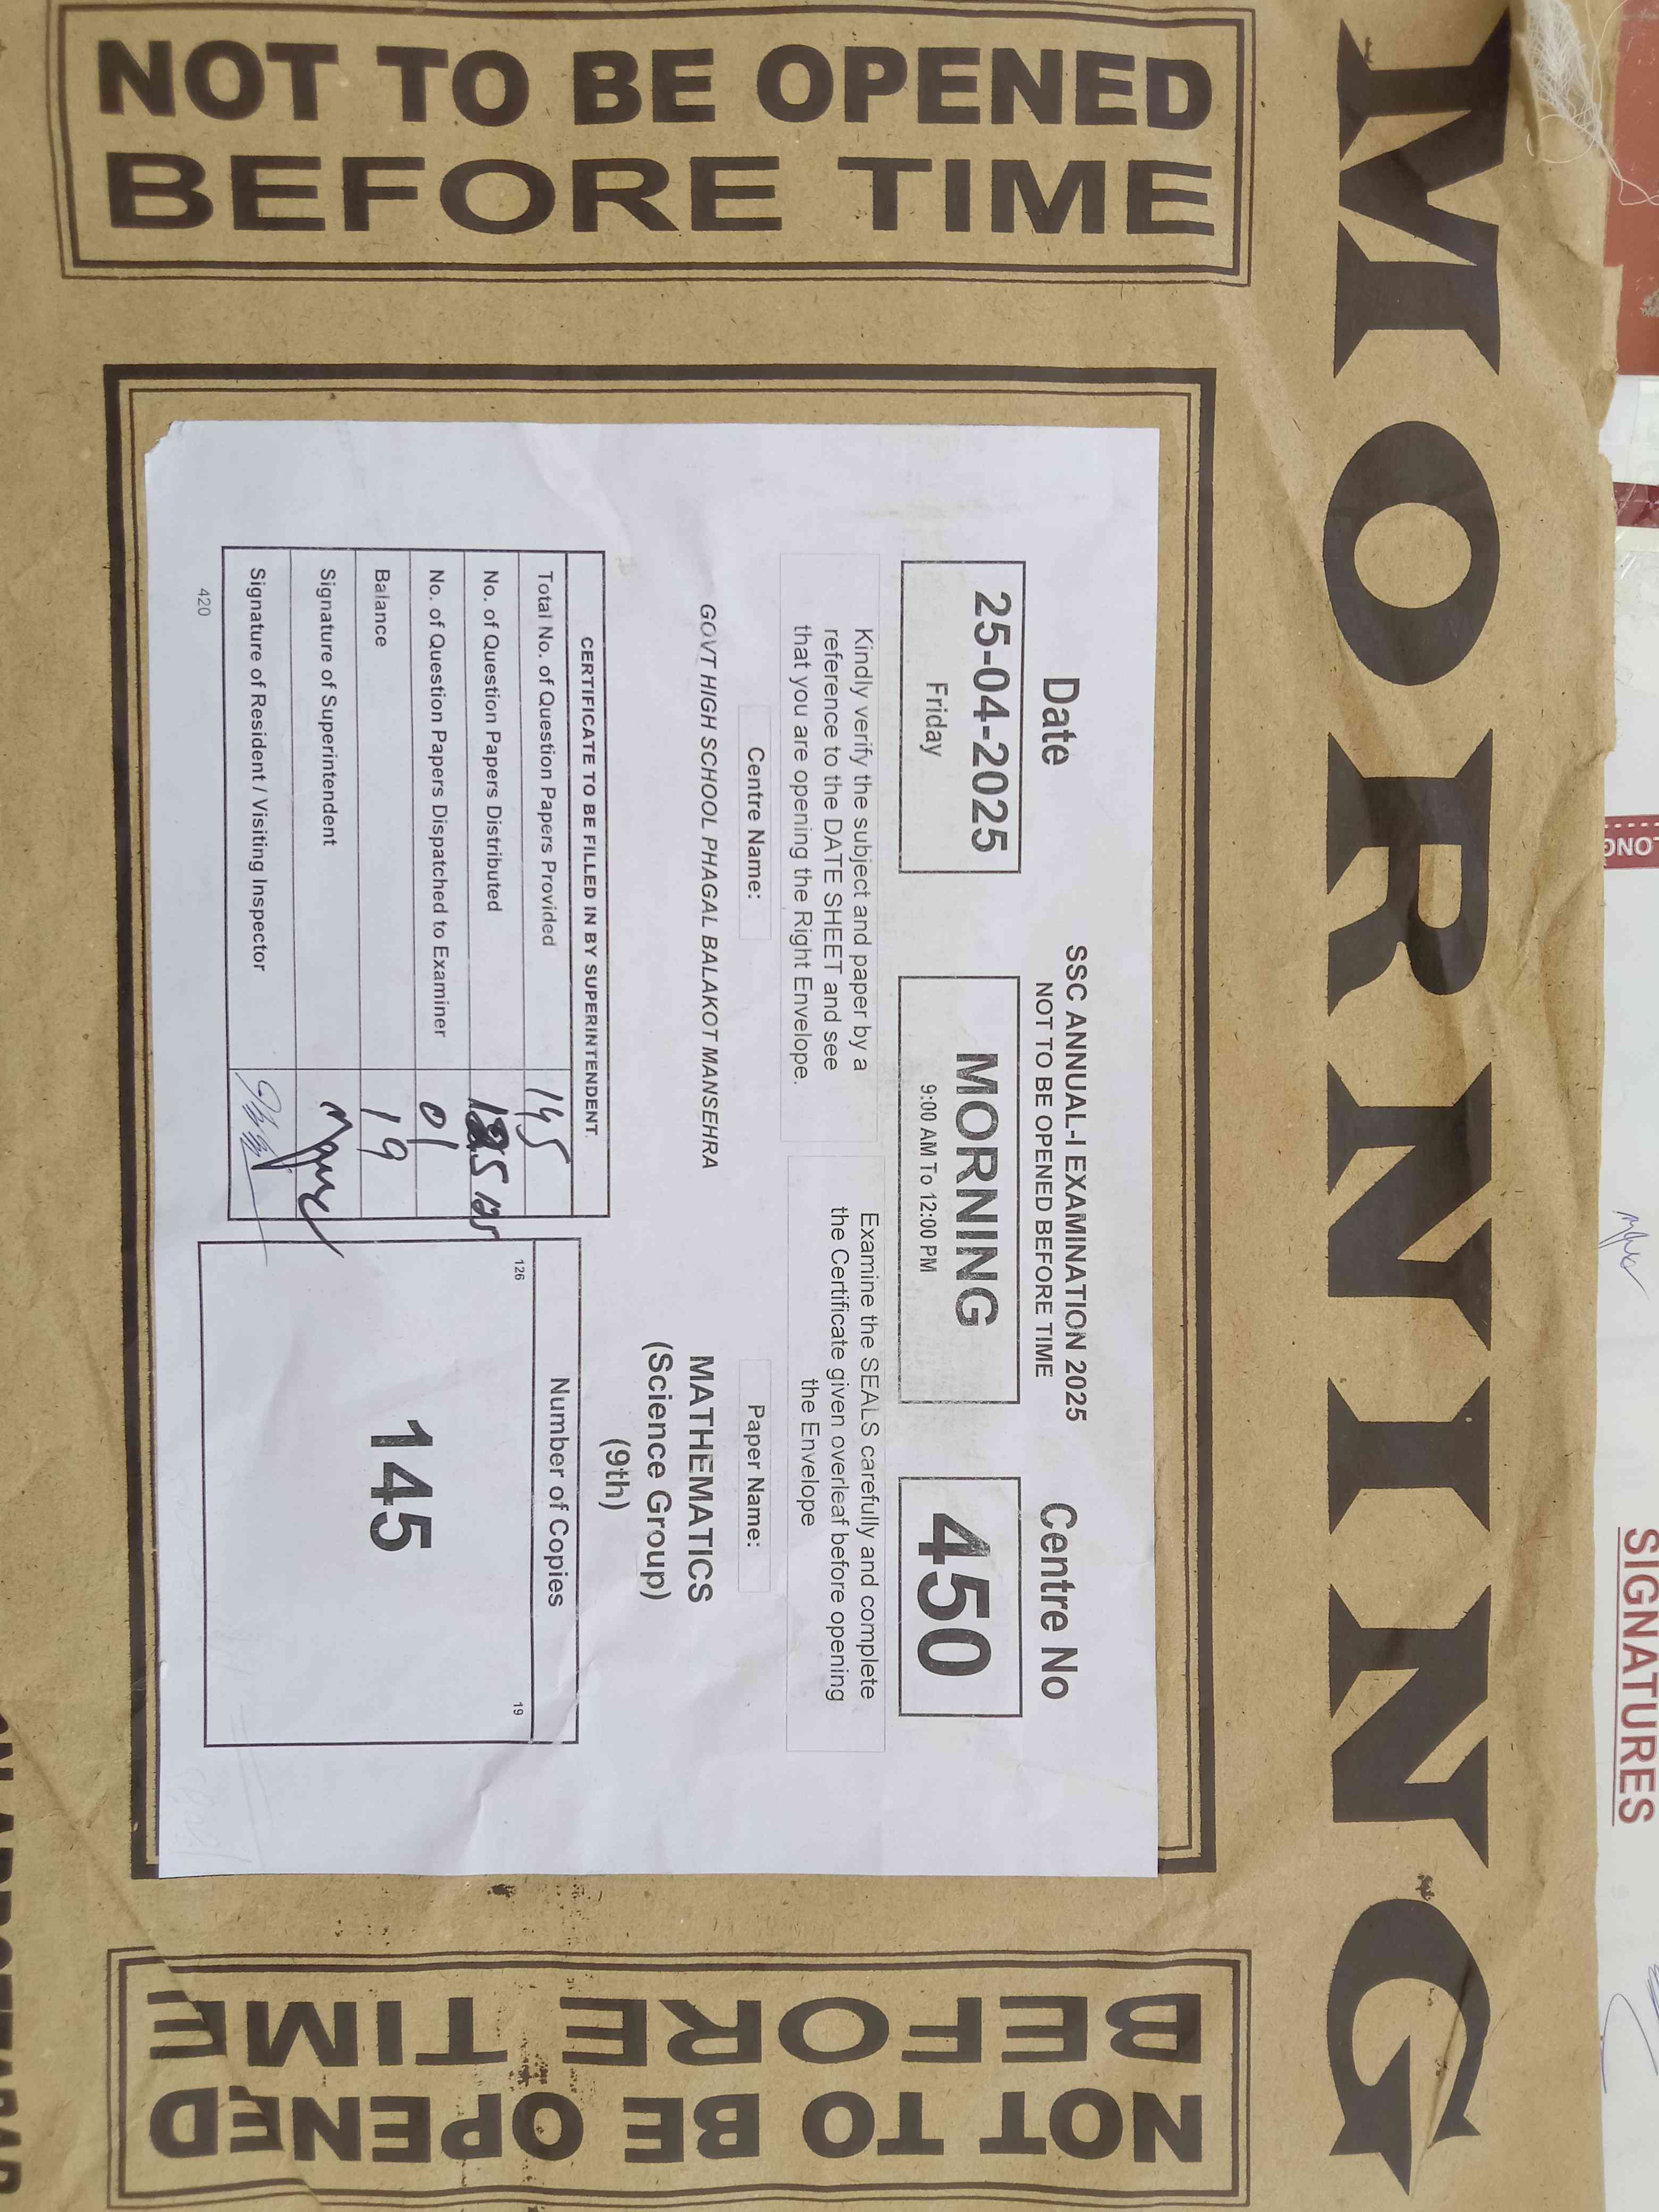 MORNING
NOT TO BE OPENED
BEFORE TIME
SSC ANNUAL-I EXAMINATION 2025
NOT TO BE OPENED BEFORE TIME
Date
Centre No
25-04-2025
Friday
MORNING
9:00 AM To 12:00 PM
450
Kindly verify the subject and paper by a
reference to the DATE SHEET and see
that you are opening the Right Envelope.
Examine the SEALS carefully and complete
the Certificate given overleaf before opening
the Envelope
Centre Name:
Paper Name:
GOVT HIGH SCHOOL PHAGAL BALAKOT MANSEHRA
MATHEMATICS
(Science Group)
(9th)
CERTIFICATE TO BE FILLED IN BY SUPERINTENDENT.
Total No. of Question Papers Provided 145
No. of Question Papers Distributed 125 125
No. of Question Papers Dispatched to Examiner 01
Balance 19
Signature of Superintendent
Signature of Resident / Visiting Inspector
420
Number of Copies
126
19
145
NOT TO BE OPENED
BEFORE TIME
SIGNATURES